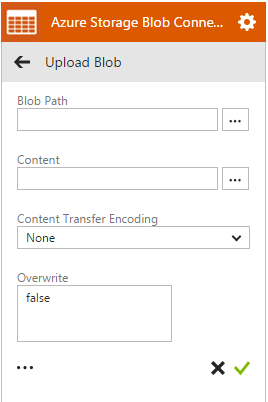 Azure Storage Blob Conne...
Upload Blob
Blob Path
...
Content
...
Content Transfer Encoding
None
Overwrite
false
...